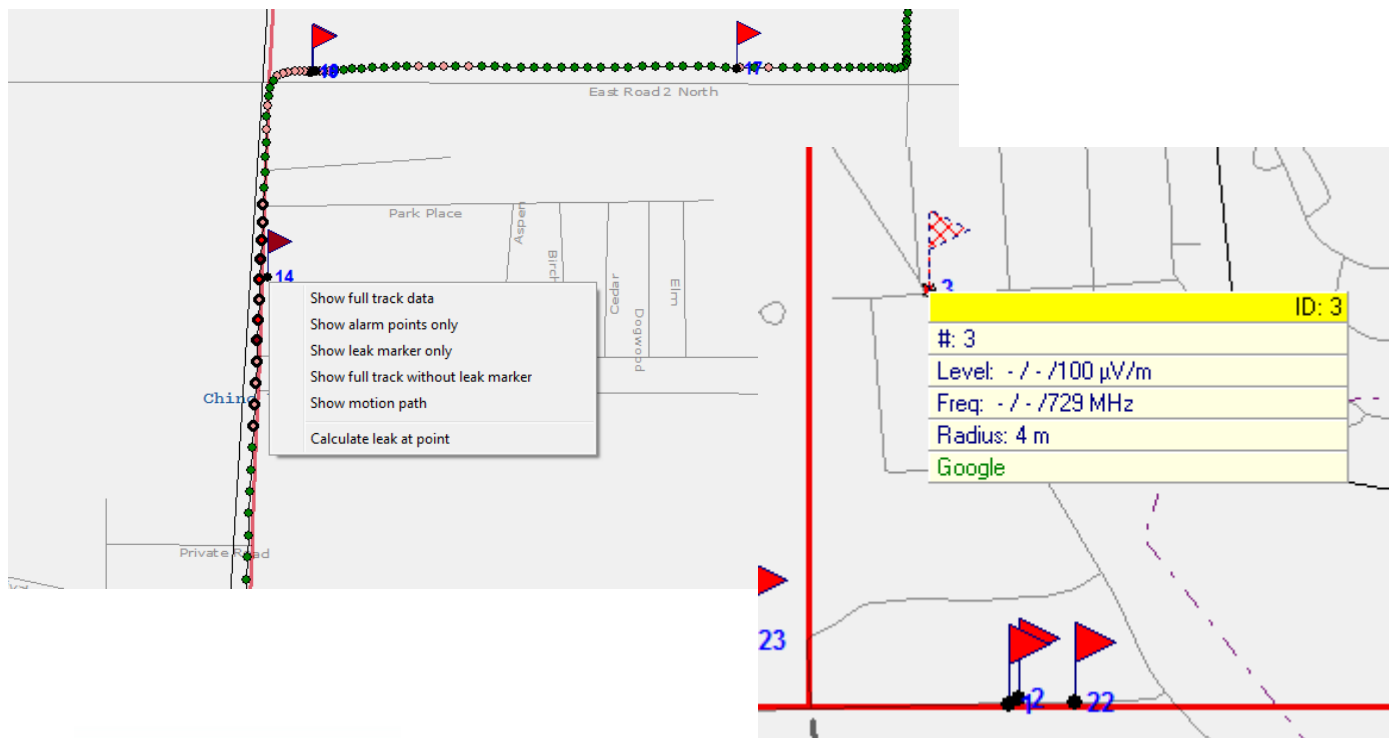 17
East Road 2 North
Park Place
Aspen
Birch
Cedar
Elm
Dogwood
14
Show full track data
Show alarm points only
Show leak marker only
Show full track without leak marker
Show motion path
Calculate leak at point
Private Road
3
ID: 3
#: 3
Level: - / - /100 µV/m
Freq: - / - /729 MHz
Radius: 4 m
Google
23
1
2
22